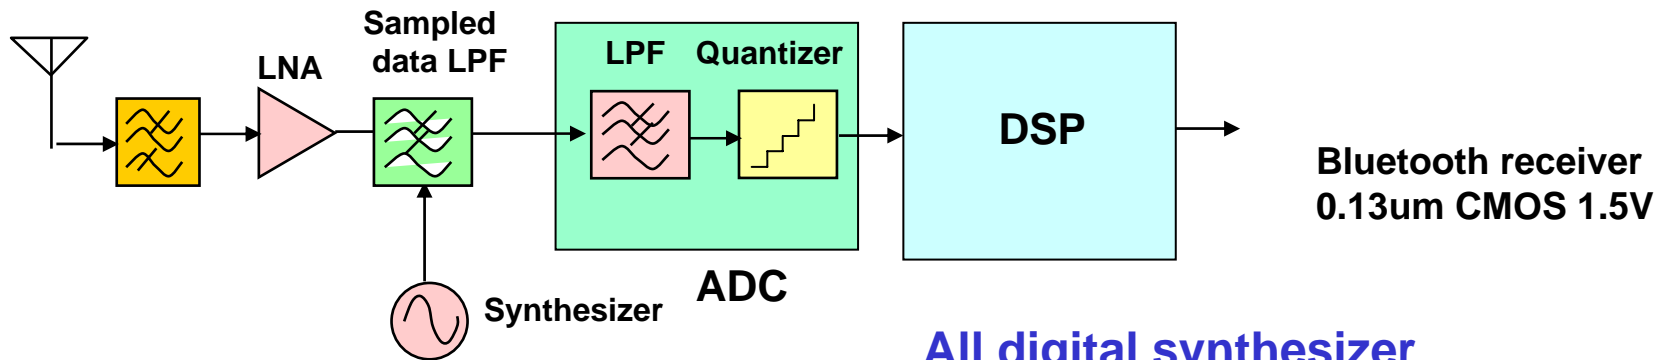 Sampled
data LPF
LNA
LPF
Quantizer
DSP
Bluetooth receiver
0.13um CMOS 1.5V
ADC
Synthesizer
All digital synthesizer